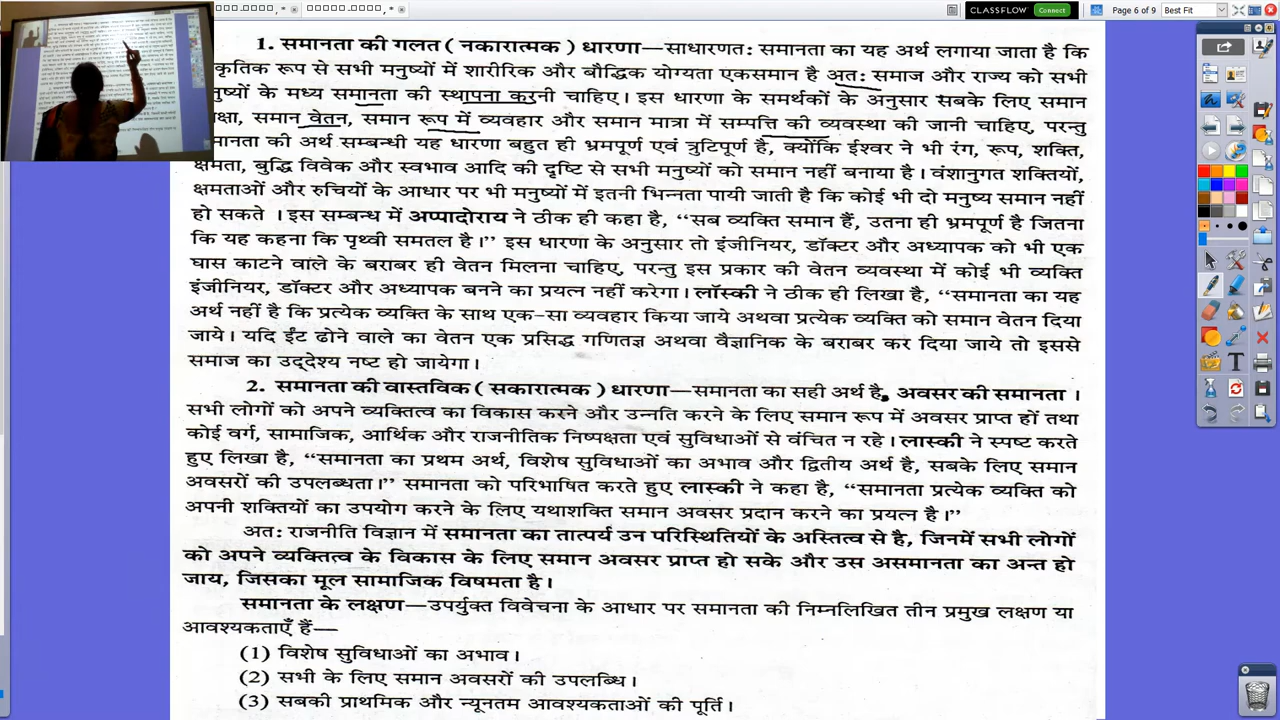 CLASSFLOW Connect Page 6 of 9 Best Fit
गलत ( नकारात्मक ) धारणा—साधारणतया समानता का यह अर्थ लगाया जाता है कि
रूप से सभी मनुष्यों की शारीरिक और बौद्धिक योग्यता एक समान है अतः समाज और राज्य को सभी
के मध्य समानता की स्थापना करनी चाहिए। इस धारणा के समर्थकों के अनुसार सबके लिए समान
समान वेतन, समान रूप में व्यवहार और समान मात्रा में सम्पत्ति की व्यवस्था की जानी चाहिए, परन्तु
की अर्थ सम्बन्धी यह धारणा बहुत ही भ्रमपूर्ण एवं त्रुटिपूर्ण है, क्योंकि ईश्वर ने भी रंग, रूप, शक्ति,
क्षमता, बुद्धि विवेक और स्वभाव आदि की दृष्टि से सभी मनुष्यों को समान नहीं बनाया है। वंशानुगत शक्तियों,
क्षमताओं और रुचियों के आधार पर भी मनुष्यों में इतनी भिन्नता पायी जाती है कि कोई भी दो मनुष्य समान नहीं
हो सकते । इस सम्बन्ध में अप्पादोराय ने ठीक ही कहा है, “सब व्यक्ति समान हैं, उतना ही भ्रमपूर्ण है जितना
कि यह कहना कि पृथ्वी समतल है।” इस धारणा के अनुसार तो इंजीनियर, डॉक्टर और अध्यापक को भी एक
घास काटने वाले के बराबर ही वेतन मिलना चाहिए, परन्तु इस प्रकार की वेतन व्यवस्था में कोई भी व्यक्ति
इंजीनियर, डॉक्टर और अध्यापक बनने का प्रयत्न नहीं करेगा। लॉस्की ने ठीक ही लिखा है, “समानता का यह
अर्थ नहीं है कि प्रत्येक व्यक्ति के साथ एक-सा व्यवहार किया जाये अथवा प्रत्येक व्यक्ति को समान वेतन दिया
जाये। यदि ईंट ढोने वाले का वेतन एक प्रसिद्ध गणितज्ञ अथवा वैज्ञानिक के बराबर कर दिया जाये तो इससे
समाज का उद्देश्य नष्ट हो जायेगा।
2. समानता की वास्तविक ( सकारात्मक ) धारणा—समानता का सही अर्थ है, अवसर की समानता ।
सभी लोगों को अपने व्यक्तित्व का विकास करने और उन्नति करने के लिए समान रूप में अवसर प्राप्त हों तथा
कोई वर्ग, सामाजिक, आर्थिक और राजनीतिक निष्पक्षता एवं सुविधाओं से वंचित न रहे। लास्की ने स्पष्ट करते
हुए लिखा है, “समानता का प्रथम अर्थ, विशेष सुविधाओं का अभाव और द्वितीय अर्थ है, सबके लिए समान
अवसरों की उपलब्धता।” समानता को परिभाषित करते हुए लास्की ने कहा है, “समानता प्रत्येक व्यक्ति को
अपनी शक्तियों का उपयोग करने के लिए यथाशक्ति समान अवसर प्रदान करने का प्रयत्न है।”
अतः राजनीति विज्ञान में समानता का तात्पर्य उन परिस्थितियों के अस्तित्व से है, जिनमें सभी लोगों
को अपने व्यक्तित्व के विकास के लिए समान अवसर प्राप्त हो सके और उस असमानता का अन्त हो
जाय, जिसका मूल सामाजिक विषमता है।
समानता के लक्षण—उपर्युक्त विवेचना के आधार पर समानता की निम्नलिखित तीन प्रमुख लक्षण या
आवश्यकताएँ हैं—
(1) विशेष सुविधाओं का अभाव।
(2) सभी के लिए समान अवसरों की उपलब्धि।
(3) सबकी प्राथमिक और न्यूनतम आवश्यकताओं की पूर्ति।